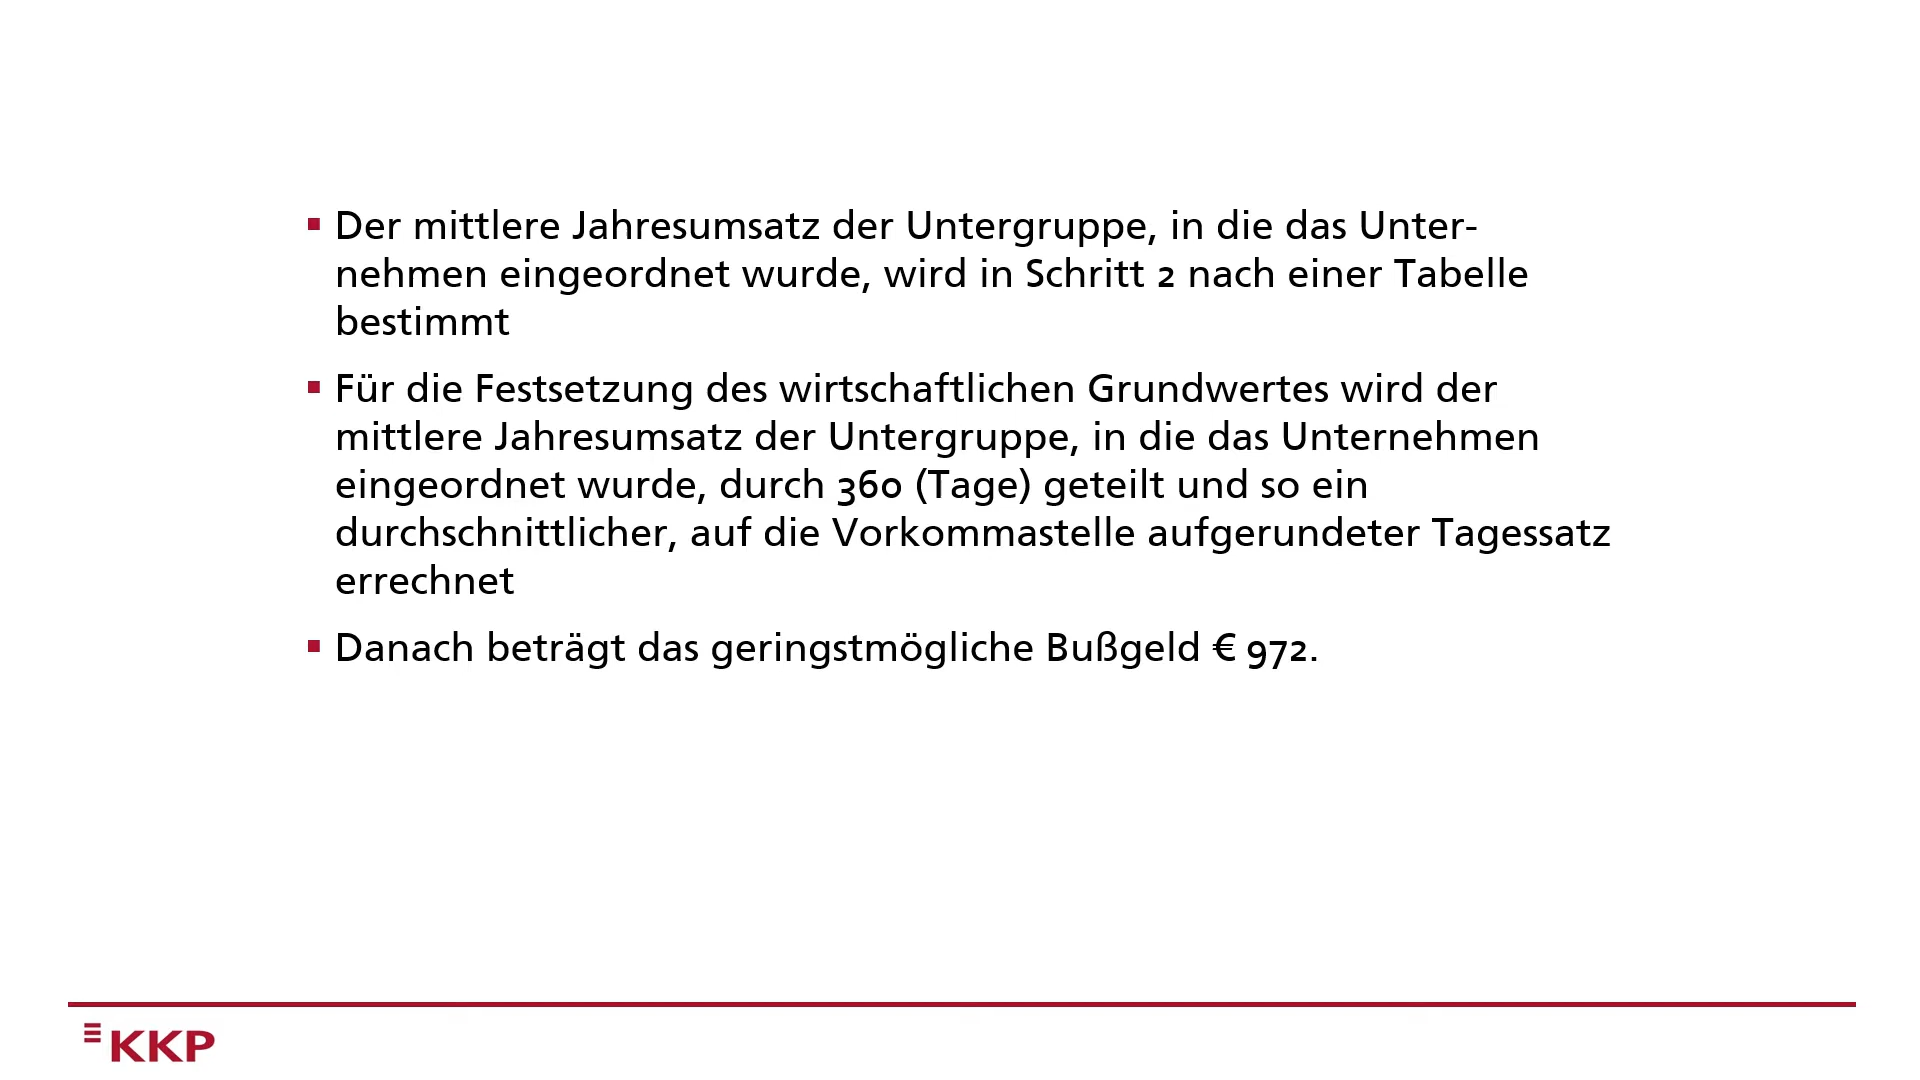 ▪ Der mittlere Jahresumsatz der Untergruppe, in die das Unter-
nehmen eingeordnet wurde, wird in Schritt 2 nach einer Tabelle
bestimmt
▪ Für die Festsetzung des wirtschaftlichen Grundwertes wird der
mittlere Jahresumsatz der Untergruppe, in die das Unternehmen
eingeordnet wurde, durch 360 (Tage) geteilt und so ein
durchschnittlicher, auf die Vorkommastelle aufgerundeter Tagessatz
errechnet
▪ Danach beträgt das geringstmögliche Bußgeld € 972.
KKP